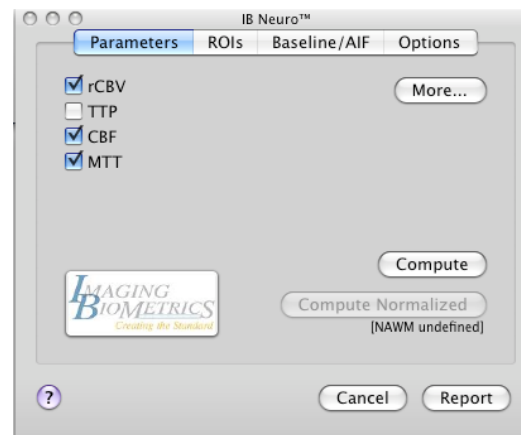 IB Neuro™
Parameters ROIs Baseline/AIF Options
rCBV
More...
TTP
CBF
MTT
Compute
IMAGING
BIOMETRICS
Creating the Standard
Compute Normalized
[NAWM undefined]
?
Cancel Report